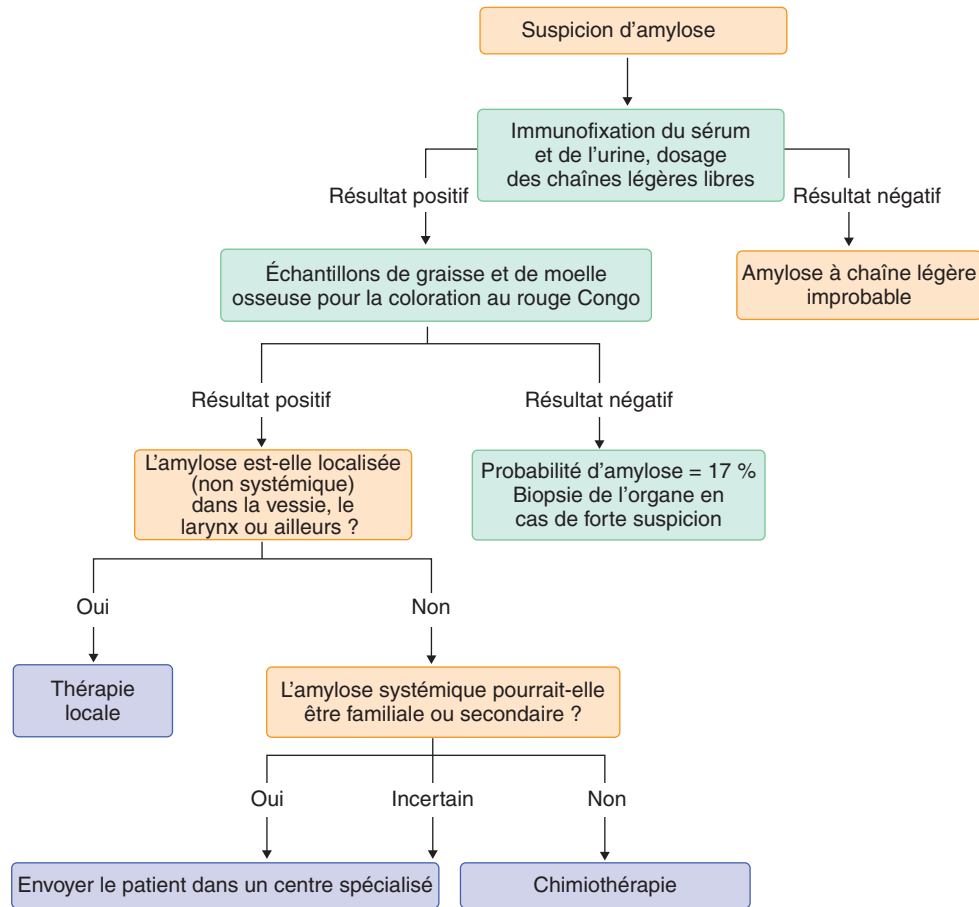 Suspicion d'amylose
Immunofixation du sérum
et de l'urine, dosage
des chaînes légères libres
Résultat positif
Résultat négatif
Échantillons de graisse et de moelle
osseuse pour la coloration au rouge Congo
Amylose à chaîne légère
improbable
Résultat positif
Résultat négatif
L'amylose est-elle localisée
(non systémique)
dans la vessie, le
larynx ou ailleurs ?
Probabilité d'amylose = 17 %
Biopsie de l'organe en
cas de forte suspicion
Oui
Non
Thérapie
locale
L'amylose systémique pourrait-elle
être familiale ou secondaire ?
Oui
Incertain
Non
Envoyer le patient dans un centre spécialisé
Chimiothérapie